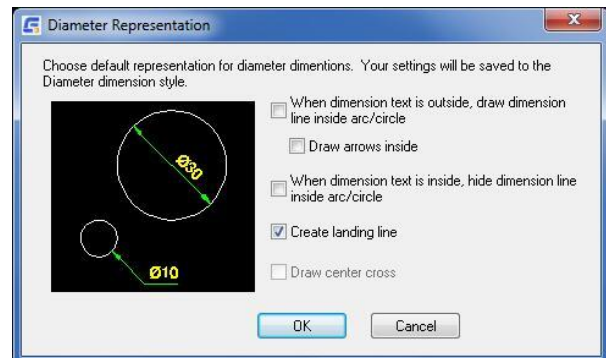 Diameter Representation
Choose default representation for diameter dimentions. Your settings will be saved to the
Diameter dimension style.
When dimension text is outside, draw dimension
line inside arc/circle
Draw arrows inside
When dimension text is inside, hide dimension line
inside arc/circle
Create landing line
Draw center cross
Ø30
Ø10
OK
Cancel